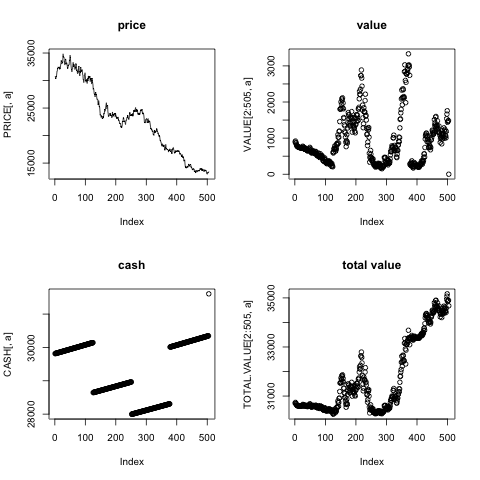 price
PRICE[, a]
15000 25000 35000
0 100 200 300 400 500
Index
value
VALUE[2:505, a]
0 1000 2000 3000
0 100 200 300 400 500
Index
cash
CASH[, a]
28000 30000
0 100 200 300 400 500
Index
total value
TOTAL.VALUE[2:505, a]
31000 33000 35000
0 100 200 300 400 500
Index